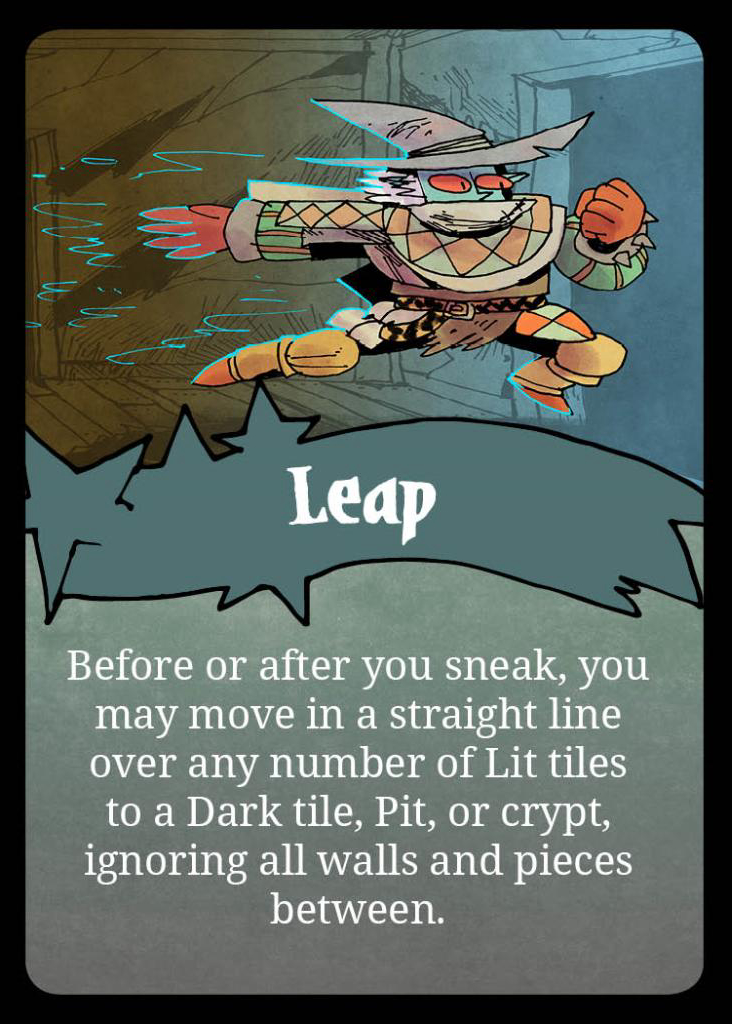 Leap
Before or after you sneak, you
may move in a straight line
over any number of Lit tiles
to a Dark tile, Pit, or crypt,
ignoring all walls and pieces
between.